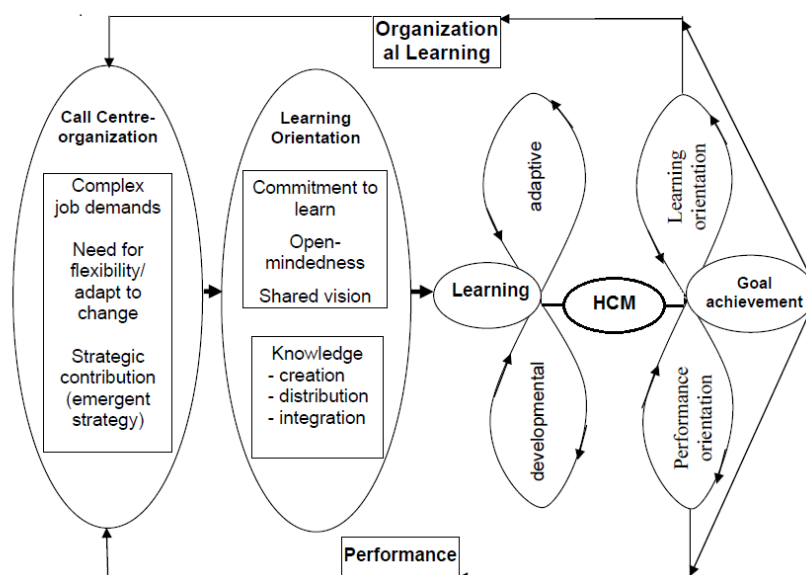 Organization
al Learning
Call Centre-
organization
Complex
job demands
Need for
flexibility/
adapt to
change
Strategic
contribution
(emergent
strategy)
Learning
Orientation
Commitment to
learn
Open-
mindedness
Shared vision
Knowledge
- creation
- distribution
- integration
adaptive
Learning
developmental
HCM
Learning
orientation
Goal
achievement
Performance
orientation
Performance